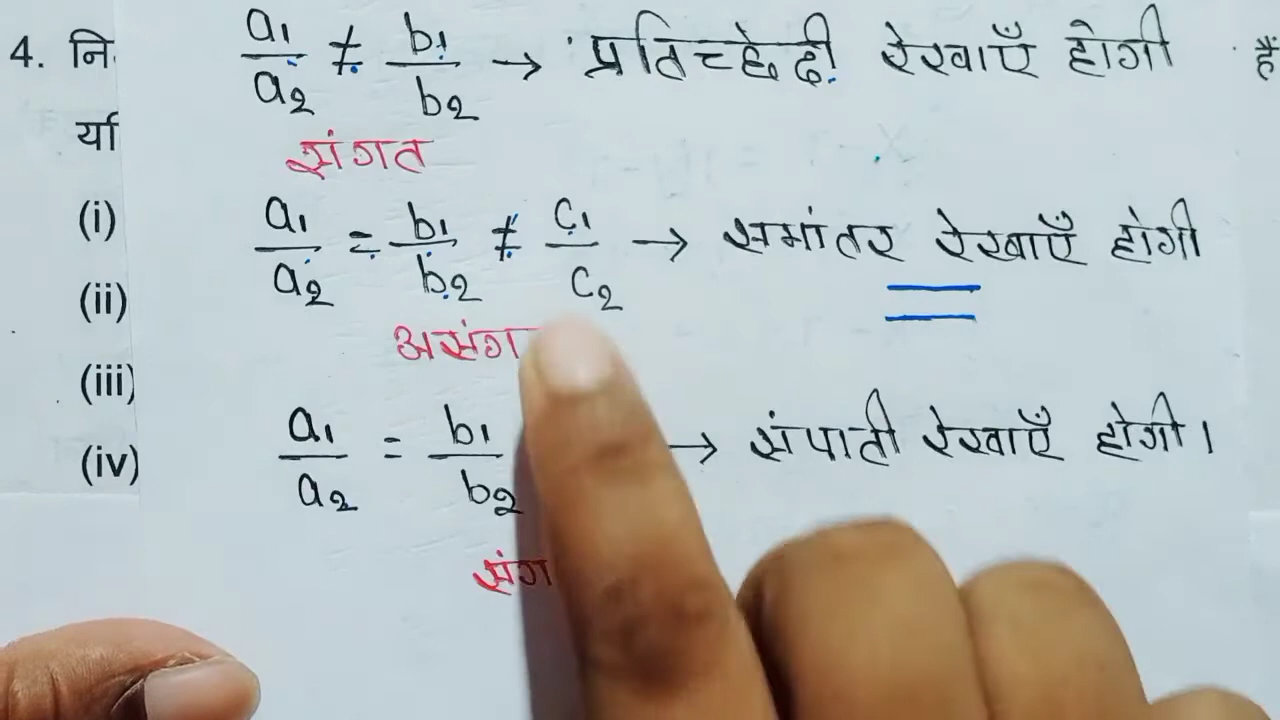 4. नि a₁/a₂ ≠ b₁/b₂ → प्रतिच्छेदी रेखाएँ होगी हैं
संगत
(i) a₁/a₂ = b₁/b₂ ≠ c₁/c₂ → समांतर रेखाएँ होगी
(ii)
(iii)
(iv) a₁/a₂ = b₁/b₂ → संपाती रेखाएँ होगी।